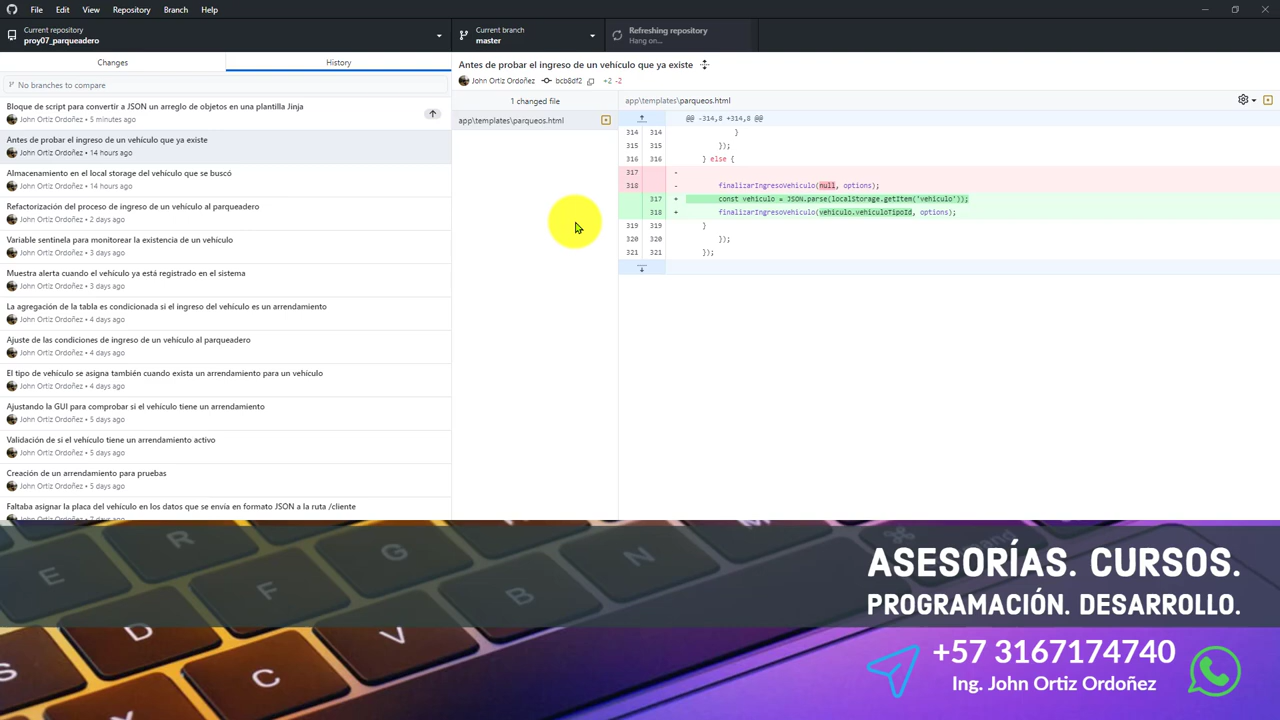 File Edit View Repository Branch Help
Current repository
proy07_parqueadero
Current branch
master
Refreshing repository
Hang on...
Changes
History
No branches to compare
Bloque de script para convertir a JSON un arreglo de objetos en una plantilla Jinja
John Ortiz Ordoñez • 5 minutes ago
Antes de probar el ingreso de un vehículo que ya existe
John Ortiz Ordoñez • 14 hours ago
Almacenamiento en el local storage del vehículo que se buscó
John Ortiz Ordoñez • 14 hours ago
Refactorización del proceso de ingreso de un vehículo al parqueadero
John Ortiz Ordoñez • 2 days ago
Variable sentinela para monitorear la existencia de un vehículo
John Ortiz Ordoñez • 3 days ago
Muestra alerta cuando el vehículo ya está registrado en el sistema
John Ortiz Ordoñez • 3 days ago
La agregación de la tabla es condicionada si el ingreso del vehículo es un arrendamiento
John Ortiz Ordoñez • 4 days ago
Ajuste de las condiciones de ingreso de un vehículo al parqueadero
John Ortiz Ordoñez • 4 days ago
El tipo de vehículo se asigna también cuando exista un arrendamiento para un vehículo
John Ortiz Ordoñez • 4 days ago
Ajustando la GUI para comprobar si el vehículo tiene un arrendamiento
John Ortiz Ordoñez • 5 days ago
Validación de si el vehículo tiene un arrendamiento activo
John Ortiz Ordoñez • 5 days ago
Creación de un arrendamiento para pruebas
John Ortiz Ordoñez • 5 days ago
Faltaba asignar la placa del vehículo en los datos que se envía en formato JSON a la ruta /cliente
John Ortiz Ordoñez • 7 days ago
Antes de probar el ingreso de un vehículo que ya existe
John Ortiz Ordoñez bcb8df2 +2 -2
1 changed file
app\templates\parqueos.html
app\templates\parqueos.html
@@ -314,8 +314,8 @@
314 314 }
315 315 });
316 316 } else {
317 -
318 - finalizarIngresoVehiculo(null, options);
317 + const vehiculo = JSON.parse(localStorage.getItem('vehiculo'));
318 + finalizarIngresoVehiculo(vehiculo.vehiculoTipoId, options);
319 319 }
320 320 });
321 321 });
E R G N B D V C
ASESORÍAS. CURSOS.
PROGRAMACIÓN. DESARROLLO.
+57 3167174740
Ing. John Ortiz Ordoñez